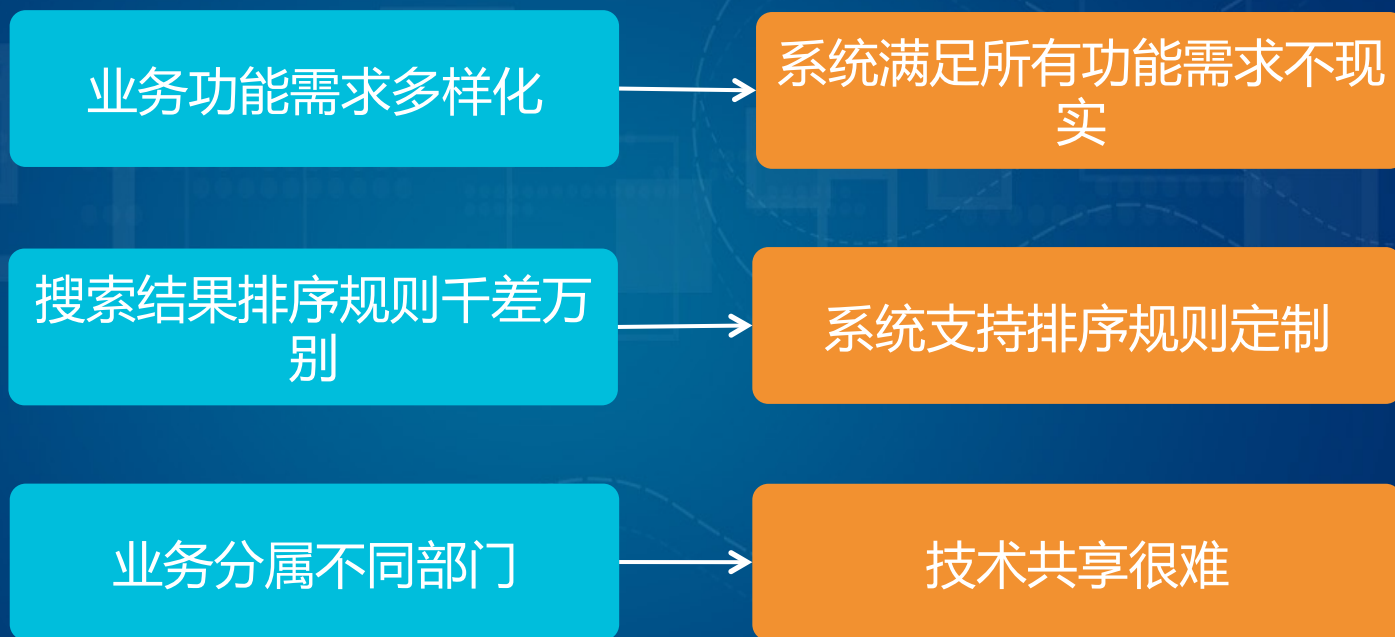 业务功能需求多样化
系统满足所有功能需求不现
实
搜索结果排序规则千差万
别
系统支持排序规则定制
业务分属不同部门
技术共享很难